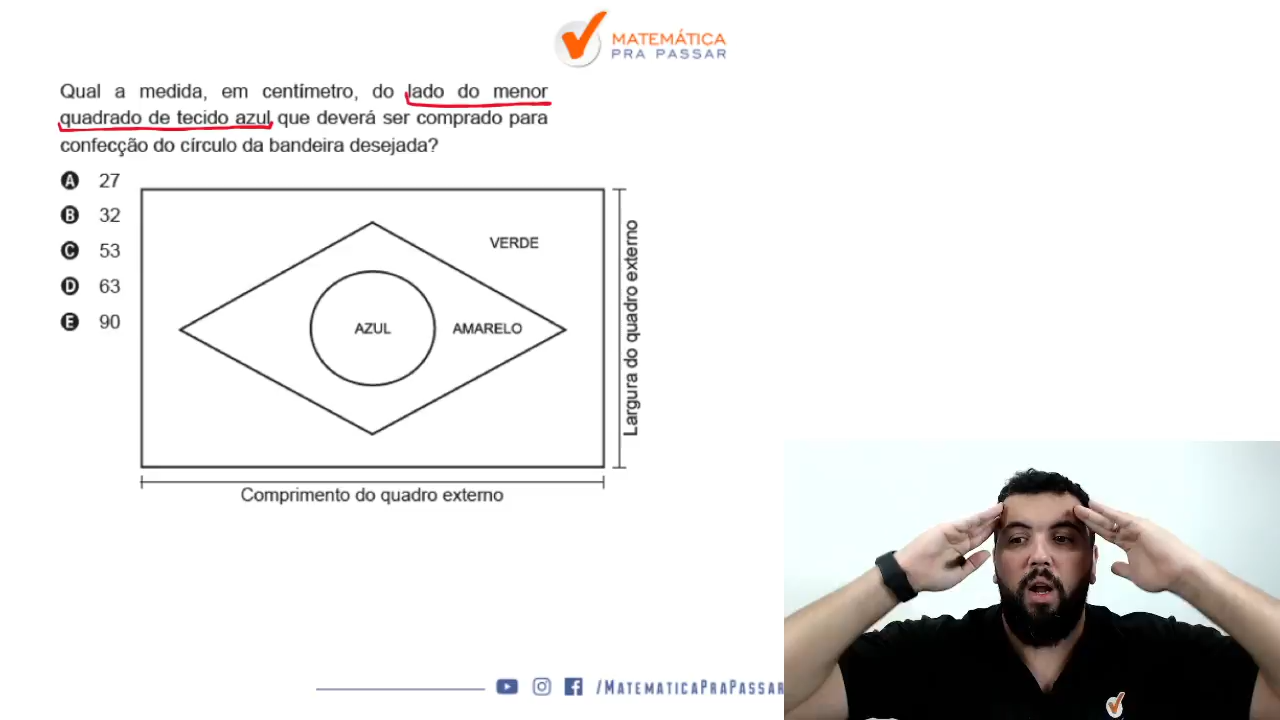 MATEMÁTICA
PRA PASSAR
Qual a medida, em centímetro, do lado do menor
quadrado de tecido azul que deverá ser comprado para
confecção do círculo da bandeira desejada?
A 27
B 32
C 53
D 63
E 90
VERDE
AZUL
AMARELO
Largura do quadro externo
Comprimento do quadro externo
/MATEMATICAPRAPASSAR